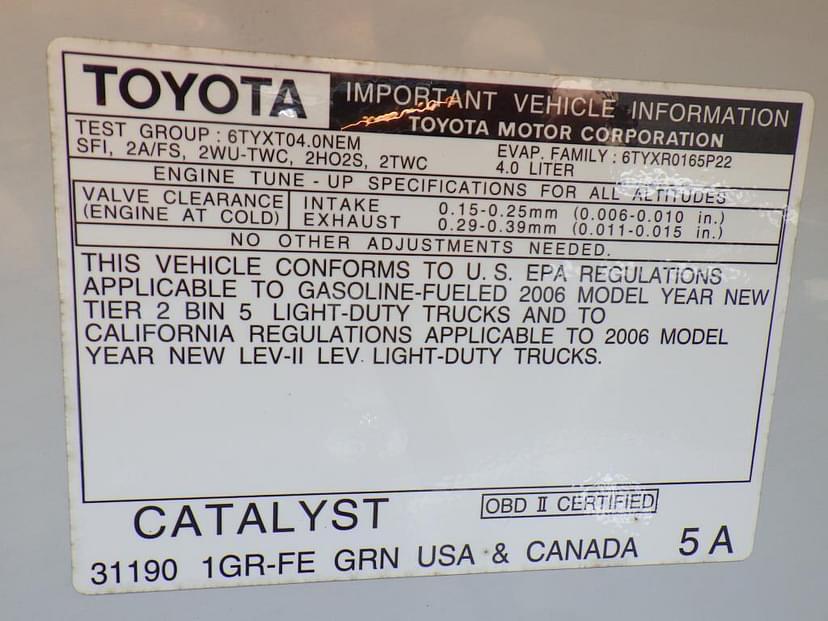 TOYOTA
IMPORTANT VEHICLE INFORMATION
TOYOTA MOTOR CORPORATION
TEST GROUP : 6TYXT04.0NEM
EVAP. FAMILY : 6TYXR0165P22
SFI, 2A/FS, 2WU-TWC, 2HO2S, 2TWC
4.0 LITER
ENGINE TUNE - UP SPECIFICATIONS FOR ALL ALTITUDES
VALVE CLEARANCE INTAKE 0.15-0.25mm (0.006-0.010 in.)
(ENGINE AT COLD) EXHAUST 0.29-0.39mm (0.011-0.015 in.)
NO OTHER ADJUSTMENTS NEEDED.
THIS VEHICLE CONFORMS TO U.S. EPA REGULATIONS
APPLICABLE TO GASOLINE-FUELED 2006 MODEL YEAR NEW
TIER 2 BIN 5 LIGHT-DUTY TRUCKS AND TO
CALIFORNIA REGULATIONS APPLICABLE TO 2006 MODEL
YEAR NEW LEV-II LEV LIGHT-DUTY TRUCKS.
CATALYST
OBD II CERTIFIED
31190 1GR-FE GRN USA & CANADA 5A